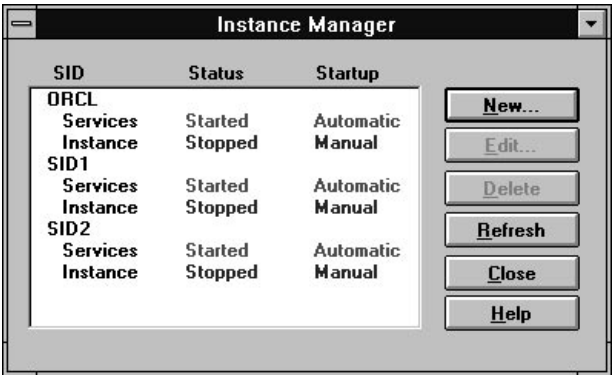 Instance Manager
SID Status Startup
ORCL
Services Started Automatic
Instance Stopped Manual
SID1
Services Started Automatic
Instance Stopped Manual
SID2
Services Started Automatic
Instance Stopped Manual
New...
Edit...
Delete
Refresh
Close
Help